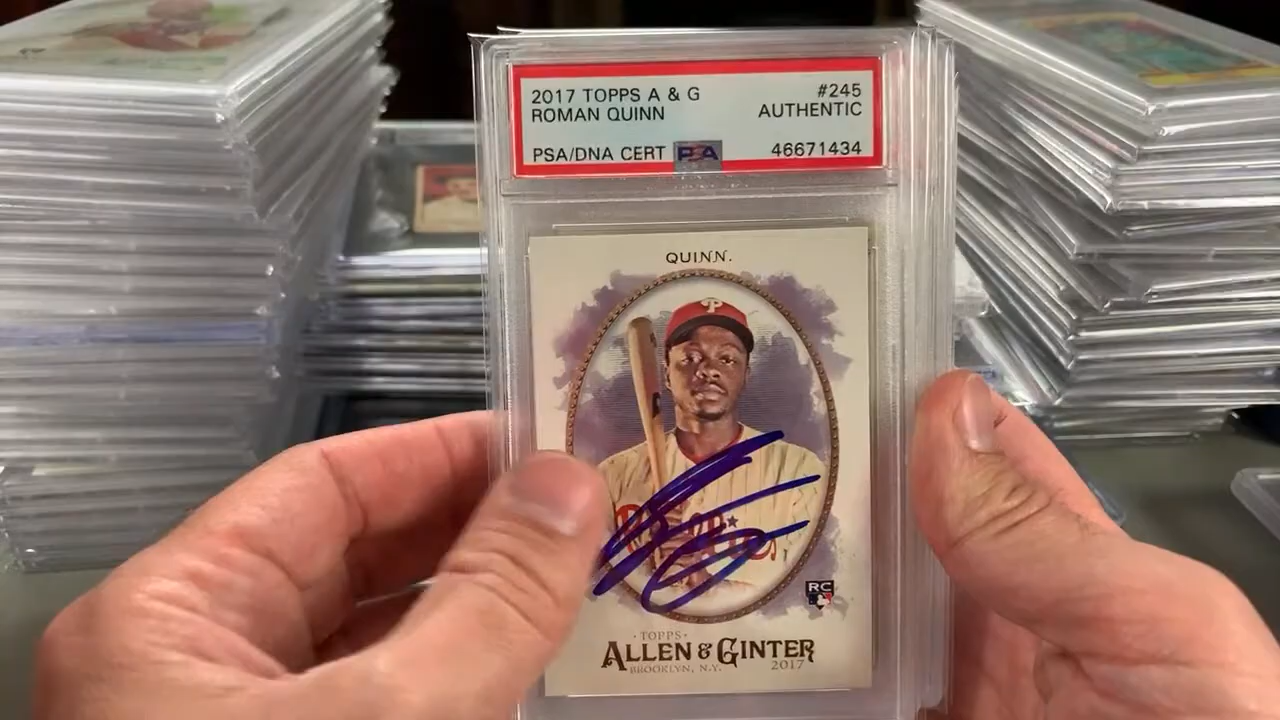 2017 TOPPS A & G #245
ROMAN QUINN AUTHENTIC
PSA/DNA CERT PSA 46671434
QUINN.
P
RC
· TOPPS ·
ALLEN & GINTER
BROOKLYN, N.Y. 2017